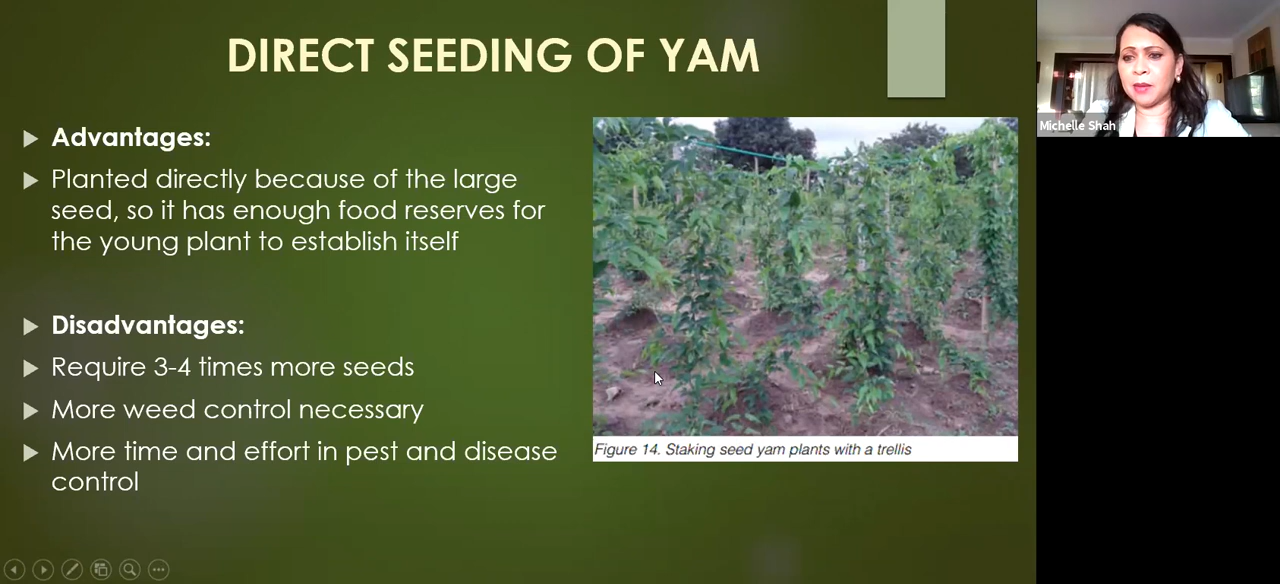 DIRECT SEEDING OF YAM
Advantages:
Planted directly because of the large
seed, so it has enough food reserves for
the young plant to establish itself
Disadvantages:
Require 3-4 times more seeds
More weed control necessary
More time and effort in pest and disease
control
Figure 14. Staking seed yam plants with a trellis
Michelle Shah